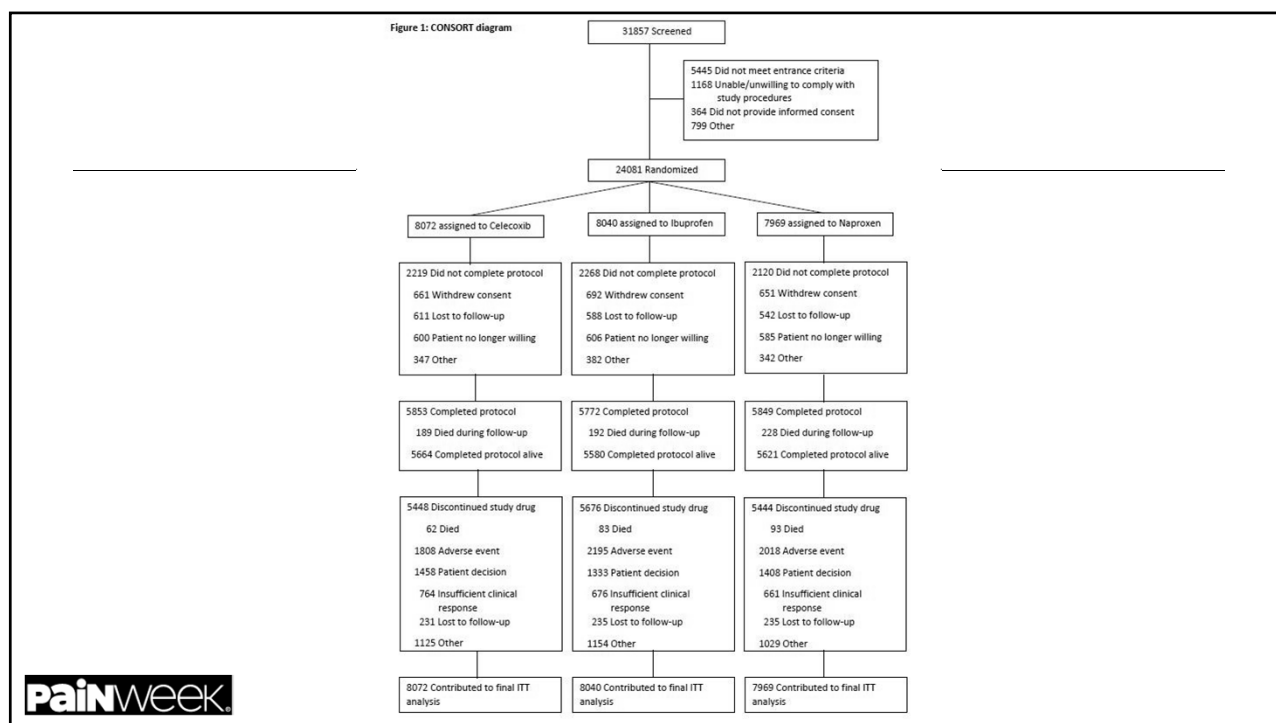 Figure 1: CONSORT diagram
31857 Screened
5445 Did not meet entrance criteria
1168 Unable/unwilling to comply with
study procedures
364 Did not provide informed consent
799 Other
24081 Randomized
8072 assigned to Celecoxib
8040 assigned to Ibuprofen
7969 assigned to Naproxen
2219 Did not complete protocol
661 Withdrew consent
611 Lost to follow-up
600 Patient no longer willing
347 Other
2268 Did not complete protocol
692 Withdrew consent
588 Lost to follow-up
606 Patient no longer willing
382 Other
2120 Did not complete protocol
651 Withdrew consent
542 Lost to follow-up
585 Patient no longer willing
342 Other
5853 Completed protocol
189 Died during follow-up
5664 Completed protocol alive
5772 Completed protocol
192 Died during follow-up
5580 Completed protocol alive
5849 Completed protocol
228 Died during follow-up
5621 Completed protocol alive
5448 Discontinued study drug
62 Died
1808 Adverse event
1458 Patient decision
764 Insufficient clinical
response
231 Lost to follow-up
1125 Other
5676 Discontinued study drug
83 Died
2195 Adverse event
1333 Patient decision
676 Insufficient clinical
response
235 Lost to follow-up
1154 Other
5444 Discontinued study drug
93 Died
2018 Adverse event
1408 Patient decision
661 Insufficient clinical
response
235 Lost to follow-up
1029 Other
8072 Contributed to final ITT
analysis
8040 Contributed to final ITT
analysis
7969 Contributed to final ITT
analysis
PaiNWEEK.